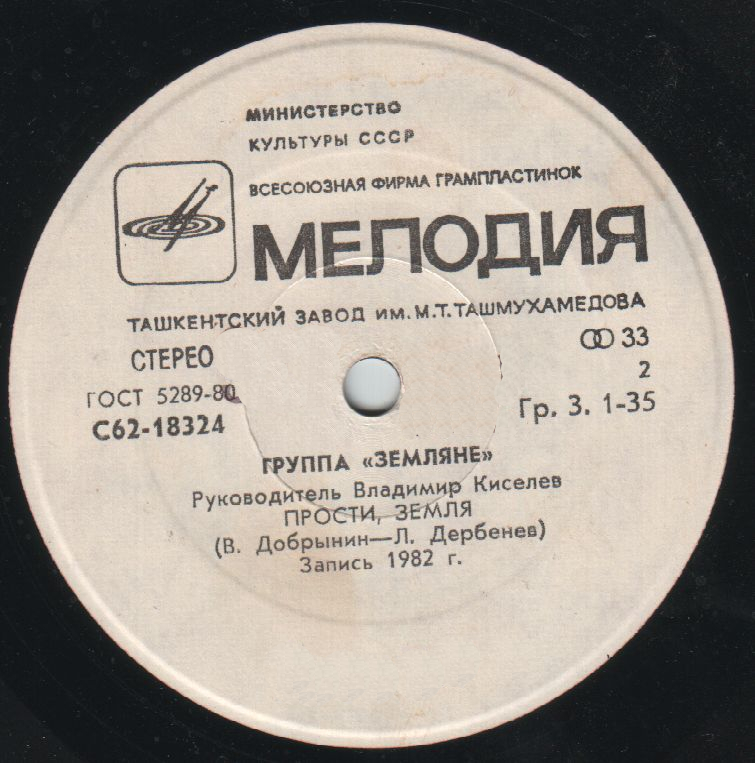 МИНИСТЕРСТВО
КУЛЬТУРЫ СССР
ВСЕСОЮЗНАЯ ФИРМА ГРАМПЛАСТИНОК
МЕЛОДИЯ
ТАШКЕНТСКИЙ ЗАВОД ИМ. М.Т. ТАШМУХАМЕДОВА
СТЕРЕО 33
2
ГОСТ 5289-80
Гр. 3. 1-35
С62-18324
ГРУППА «ЗЕМЛЯНЕ»
Руководитель Владимир Киселев
ПРОСТИ, ЗЕМЛЯ
(В. Добрынин—Л. Дербенев)
Запись 1982 г.